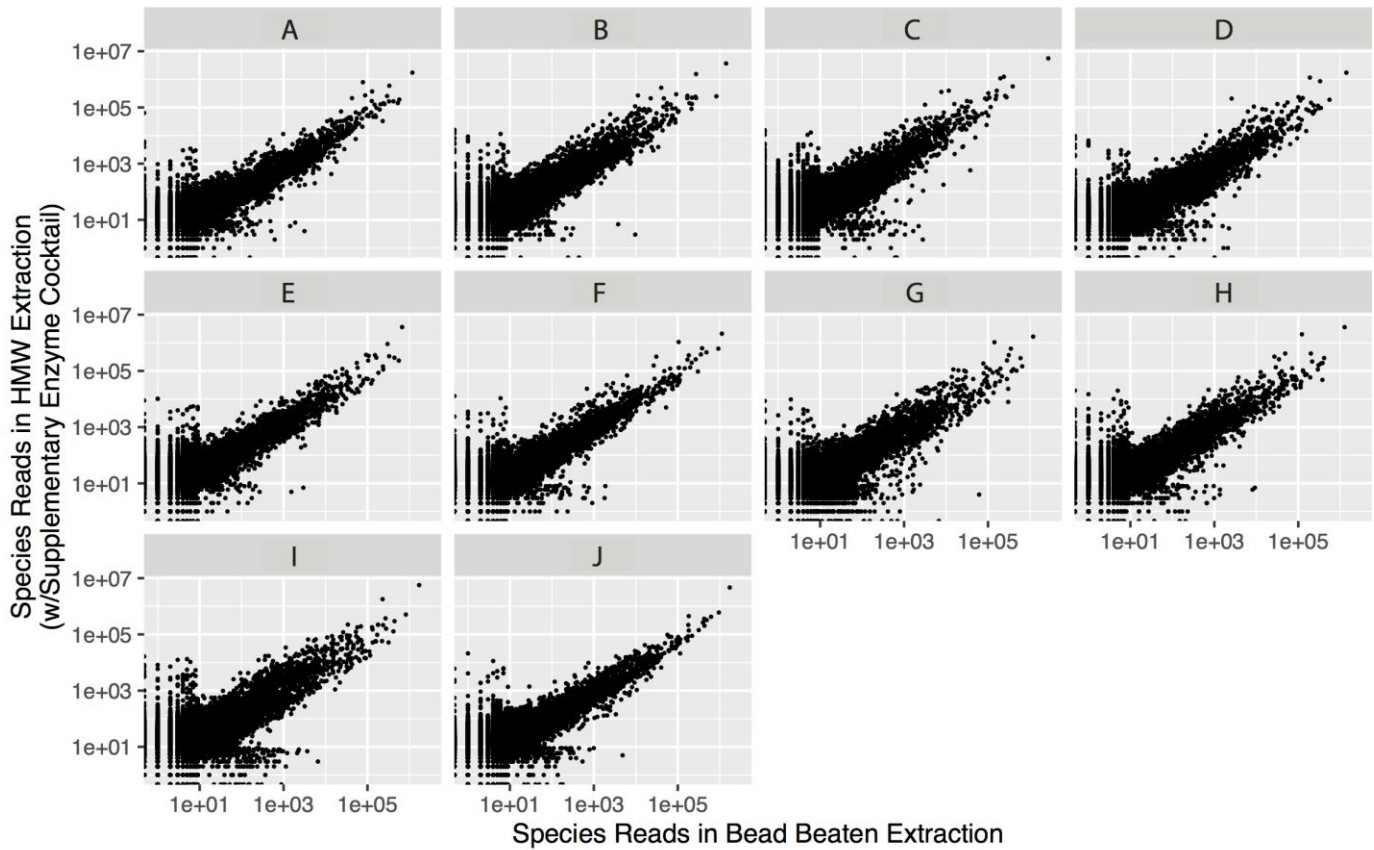 A B C D
1e+07
1e+05
1e+03
1e+01
E F G H
1e+07
1e+05
1e+03
1e+01
1e+01 1e+03 1e+05 1e+01 1e+03 1e+05
I J
1e+07
1e+05
1e+03
1e+01
1e+01 1e+03 1e+05 1e+01 1e+03 1e+05
Species Reads in HMW Extraction
(w/Supplementary Enzyme Cocktail)
Species Reads in Bead Beaten Extraction